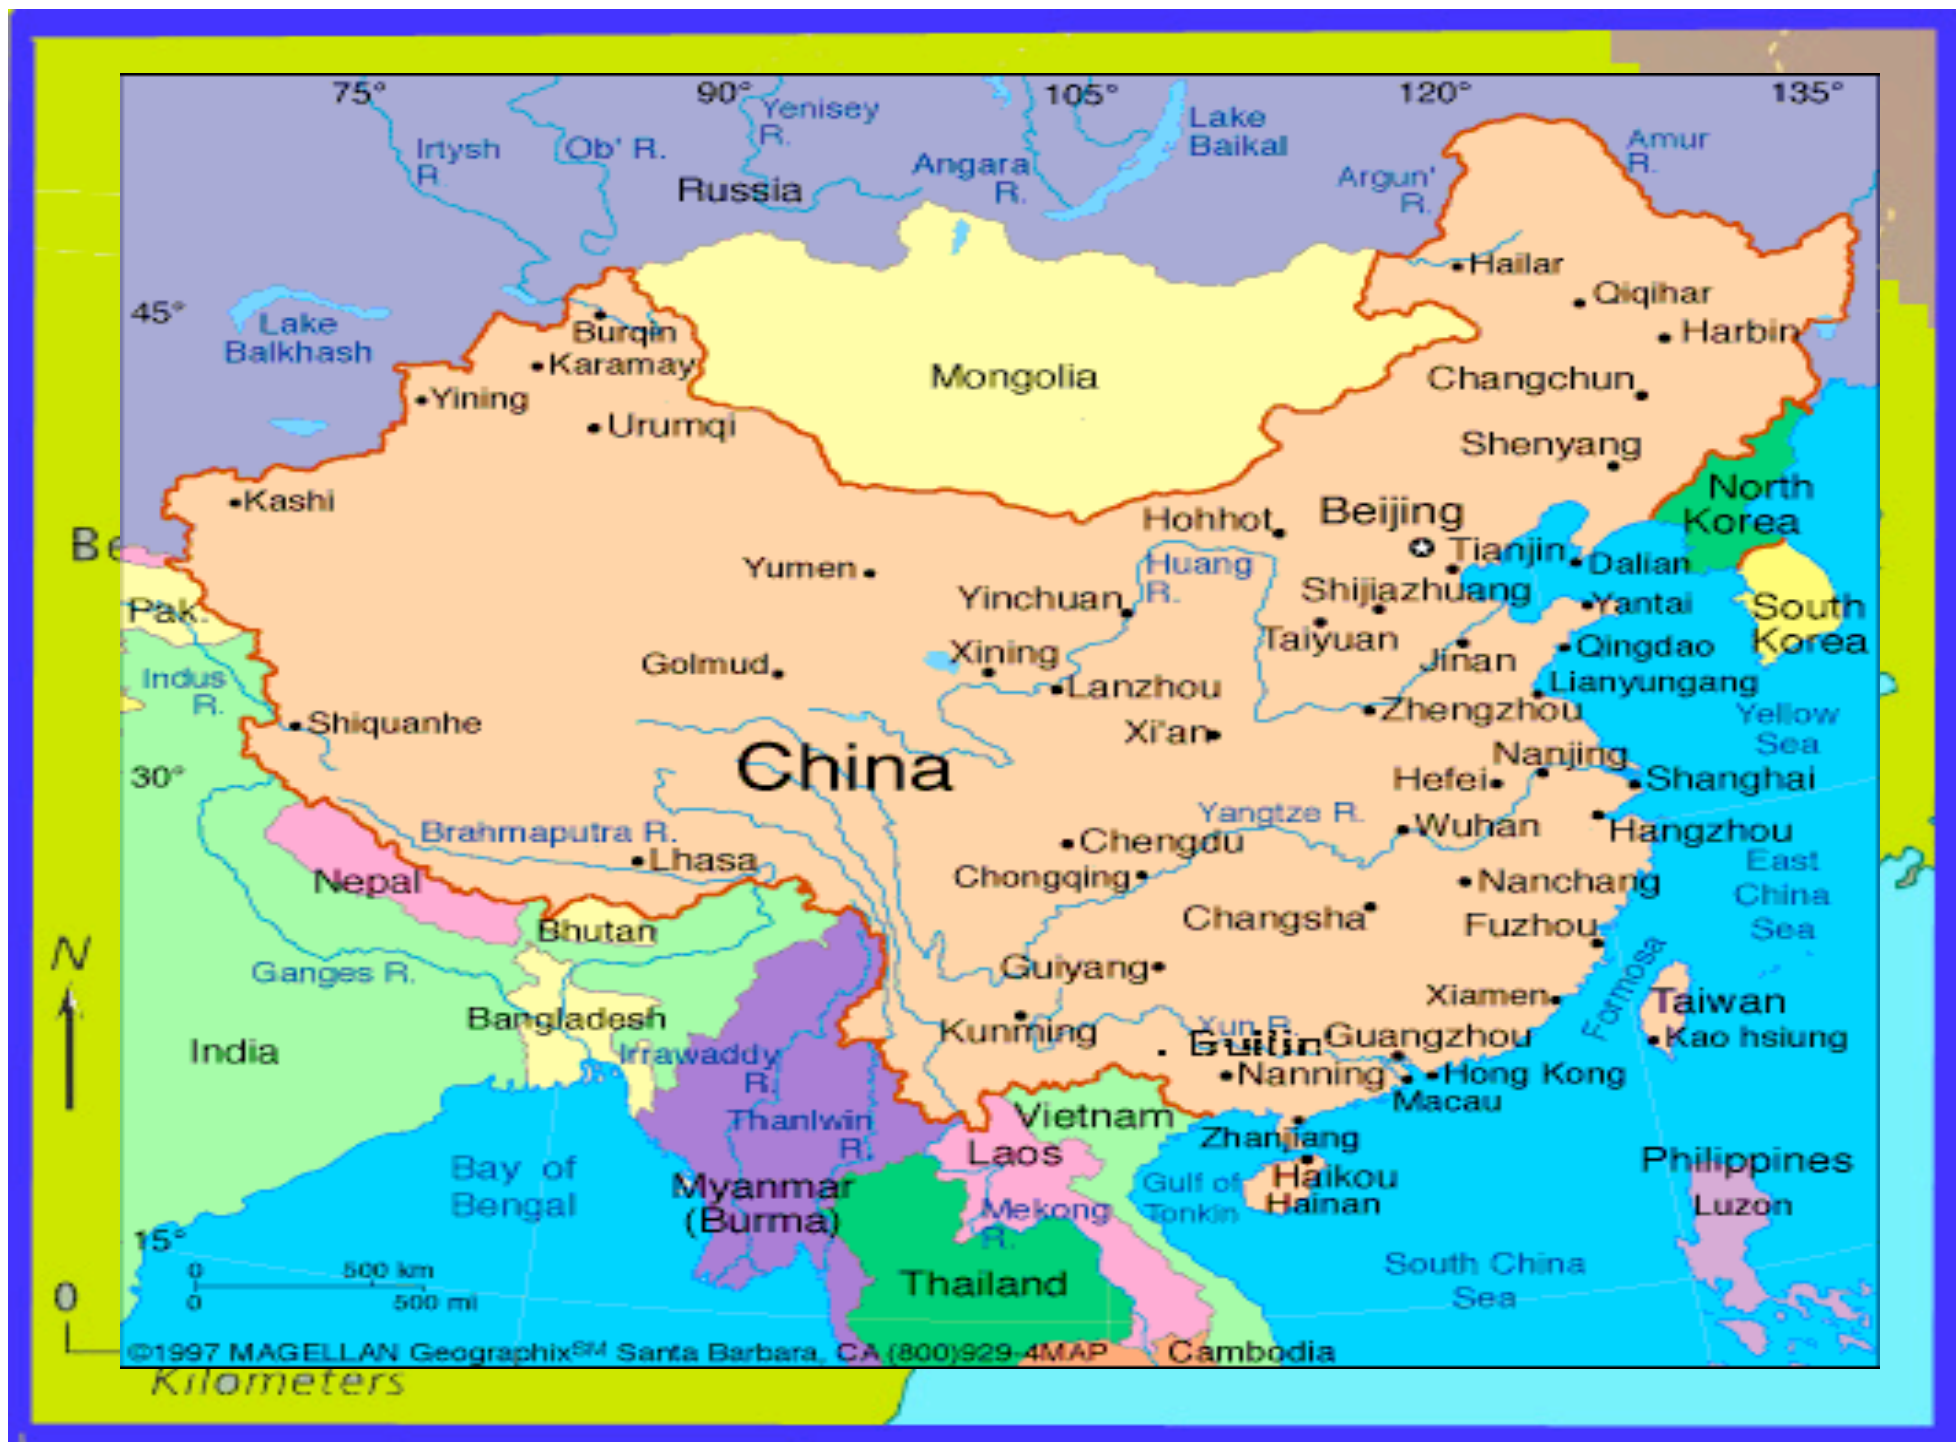 75°
90°
105°
120°
135°
Yenisey
R.
Lake
Baikal
Amur
R.
Irtysh
R.
Ob' R.
Angara
R.
Argun'
R.
Russia
Hailar
Qiqihar
45°
Lake
Balkhash
Burqin
Harbin
Karamay
Mongolia
Changchun
Yining
Urumqi
Shenyang
Kashi
North
Korea
Beijing
Hohhot
Tianjin
Dalian
Huang
R.
Yumen
Yinchuan
Shijiazhuang
Yantai
Pak.
South
Korea
Taiyuan
Xining
Jinan
Qingdao
Golmud
Indus
R.
Lanzhou
Lianyungang
Zhengzhou
Shiquanhe
Xi'an
Yellow
Sea
Nanjing
China
30°
Hefei
Shanghai
Yangtze R.
Wuhan
Hangzhou
Brahmaputra R.
Chengdu
Lhasa
East
China
Sea
Chongqing
Nanchang
Nepal
Changsha
Fuzhou
Bhutan
N
Guiyang
Ganges R.
Formosa
Xiamen
Taiwan
Bangladesh
Kunming
Xun R.
Guangzhou
Kao hsiung
Guilin
India
Irrawaddy
R.
Nanning
Hong Kong
Macau
Vietnam
Thanlwin
R.
Zhanjiang
Laos
Philippines
Bay of
Bengal
Haikou
Hainan
Gulf of
Tonkin
Myanmar
(Burma)
Luzon
Mekong
R.
15°
South China
Sea
0 500 km
0 500 mi
Thailand
0
©1997 MAGELLAN Geographix℠ Santa Barbara, CA (800)929-4MAP
Cambodia
Kilometers